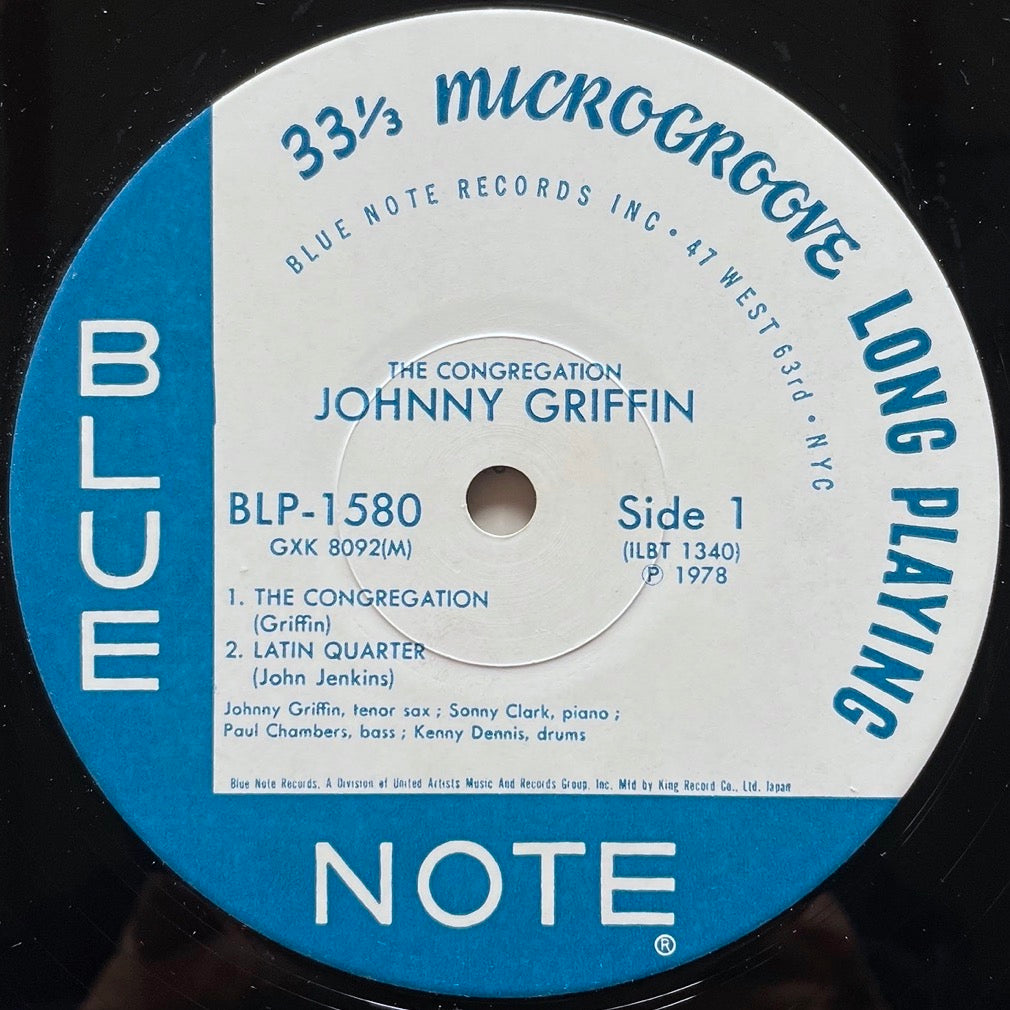 33⅓ MICROGROOVE LONG PLAYING
BLUE NOTE RECORDS INC • 47 WEST 63rd • NYC
THE CONGREGATION
JOHNNY GRIFFIN
BLP-1580 Side 1
GXK 8092(M) (1LBT 1340)
℗ 1978
1. THE CONGREGATION
(Griffin)
2. LATIN QUARTER
(John Jenkins)
Johnny Griffin, tenor sax ; Sonny Clark, piano ;
Paul Chambers, bass ; Kenny Dennis, drums
Blue Note Records, A Division of United Artists Music And Records Group, Inc. Mfd by King Record Co., Ltd. Japan
BLUE
NOTE
®